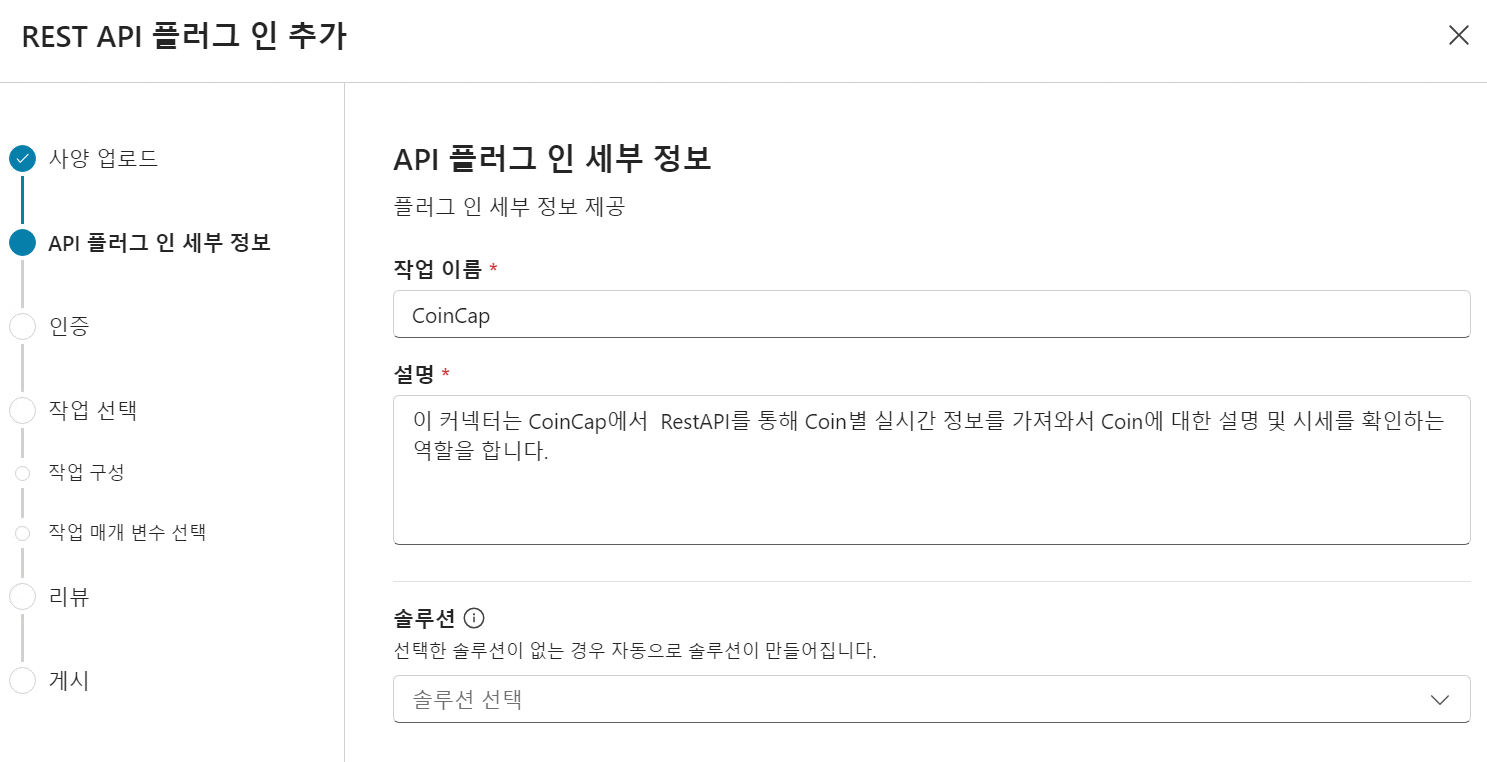 REST API 플러그 인 추가
사양 업로드
API 플러그 인 세부 정보
인증
작업 선택
작업 구성
작업 매개 변수 선택
리뷰
게시
API 플러그 인 세부 정보
플러그 인 세부 정보 제공
작업 이름 *
CoinCap
설명 *
이 커넥터는 CoinCap에서  RestAPI를 통해 Coin별 실시간 정보를 가져와서 Coin에 대한 설명 및 시세를 확인하는
역할을 합니다.
솔루션
선택한 솔루션이 없는 경우 자동으로 솔루션이 만들어집니다.
솔루션 선택